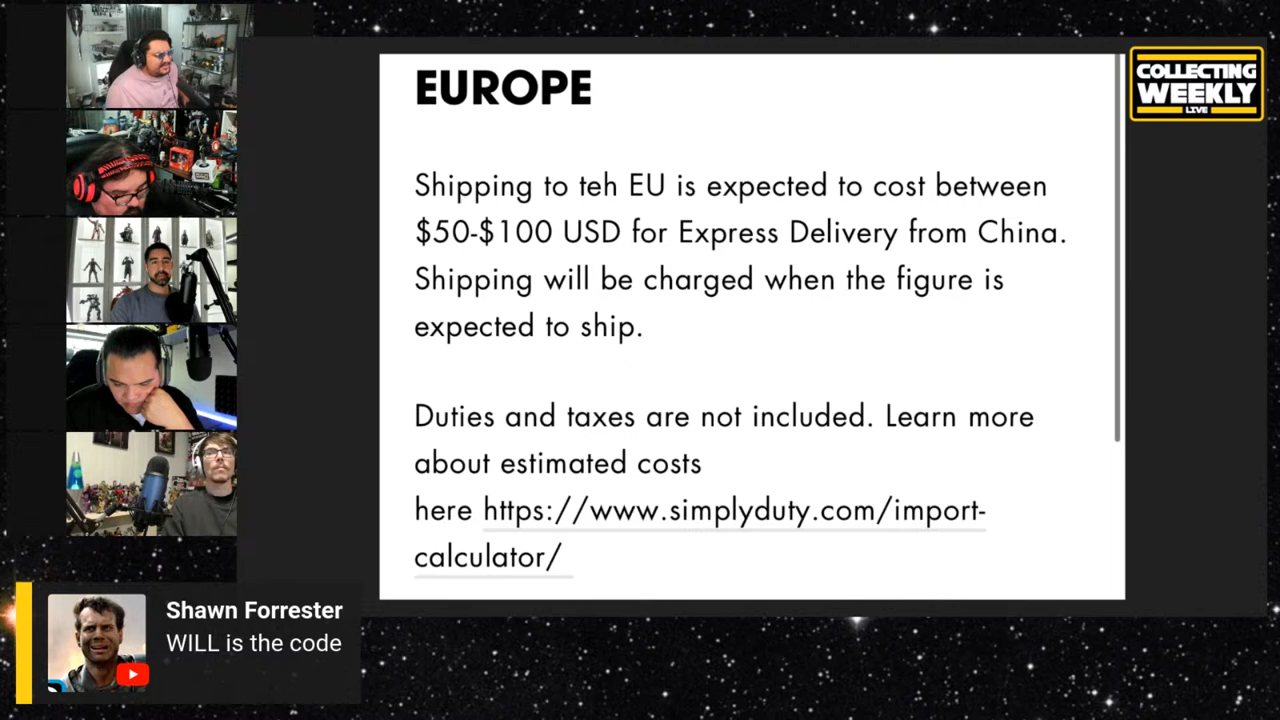 EUROPE
Shipping to teh EU is expected to cost between
$50-$100 USD for Express Delivery from China.
Shipping will be charged when the figure is
expected to ship.
Duties and taxes are not included. Learn more
about estimated costs
here https://www.simplyduty.com/import-
calculator/
COLLECTING
WEEKLY
LIVE
Shawn Forrester
WILL is the code